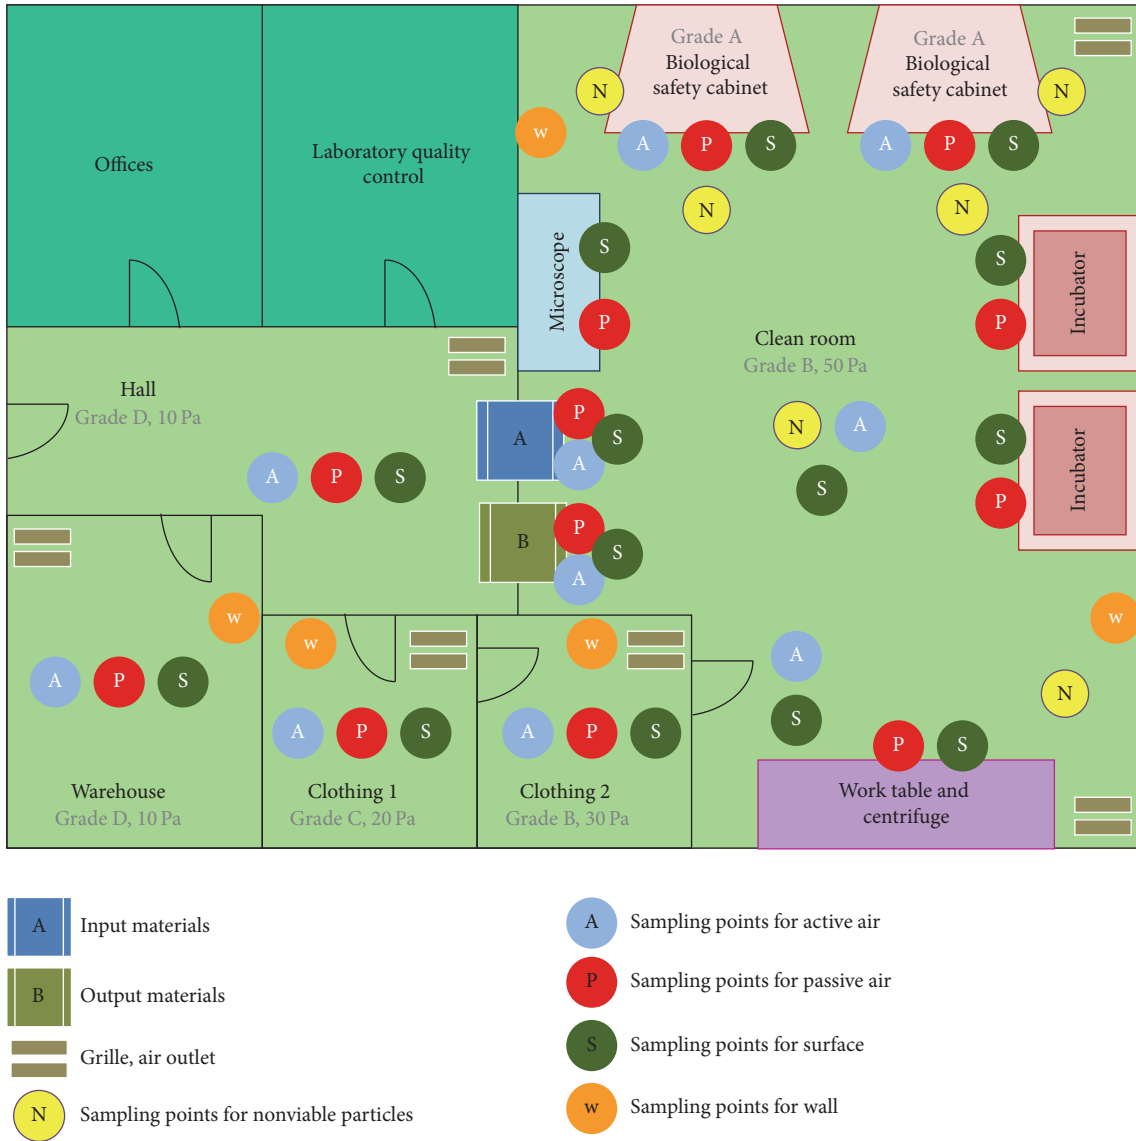 Grade A
Biological
safety cabinet
Grade A
Biological
safety cabinet
N
N
w
A
P
S
A
P
S
N
N
Offices
Laboratory quality
control
Microscope
S
P
S
P
Incubator
Clean room
Grade B, 50 Pa
Hall
Grade D, 10 Pa
A
P
S
A
N
A
S
S
P
Incubator
A
P
S
B
P
S
A
w
w
w
w
A
S
N
A
P
S
A
P
S
A
P
S
P
S
Warehouse
Grade D, 10 Pa
Clothing 1
Grade C, 20 Pa
Clothing 2
Grade B, 30 Pa
Work table and
centrifuge
A
Input materials
B
Output materials
Grille, air outlet
N
Sampling points for nonviable particles
A
Sampling points for active air
P
Sampling points for passive air
S
Sampling points for surface
w
Sampling points for wall